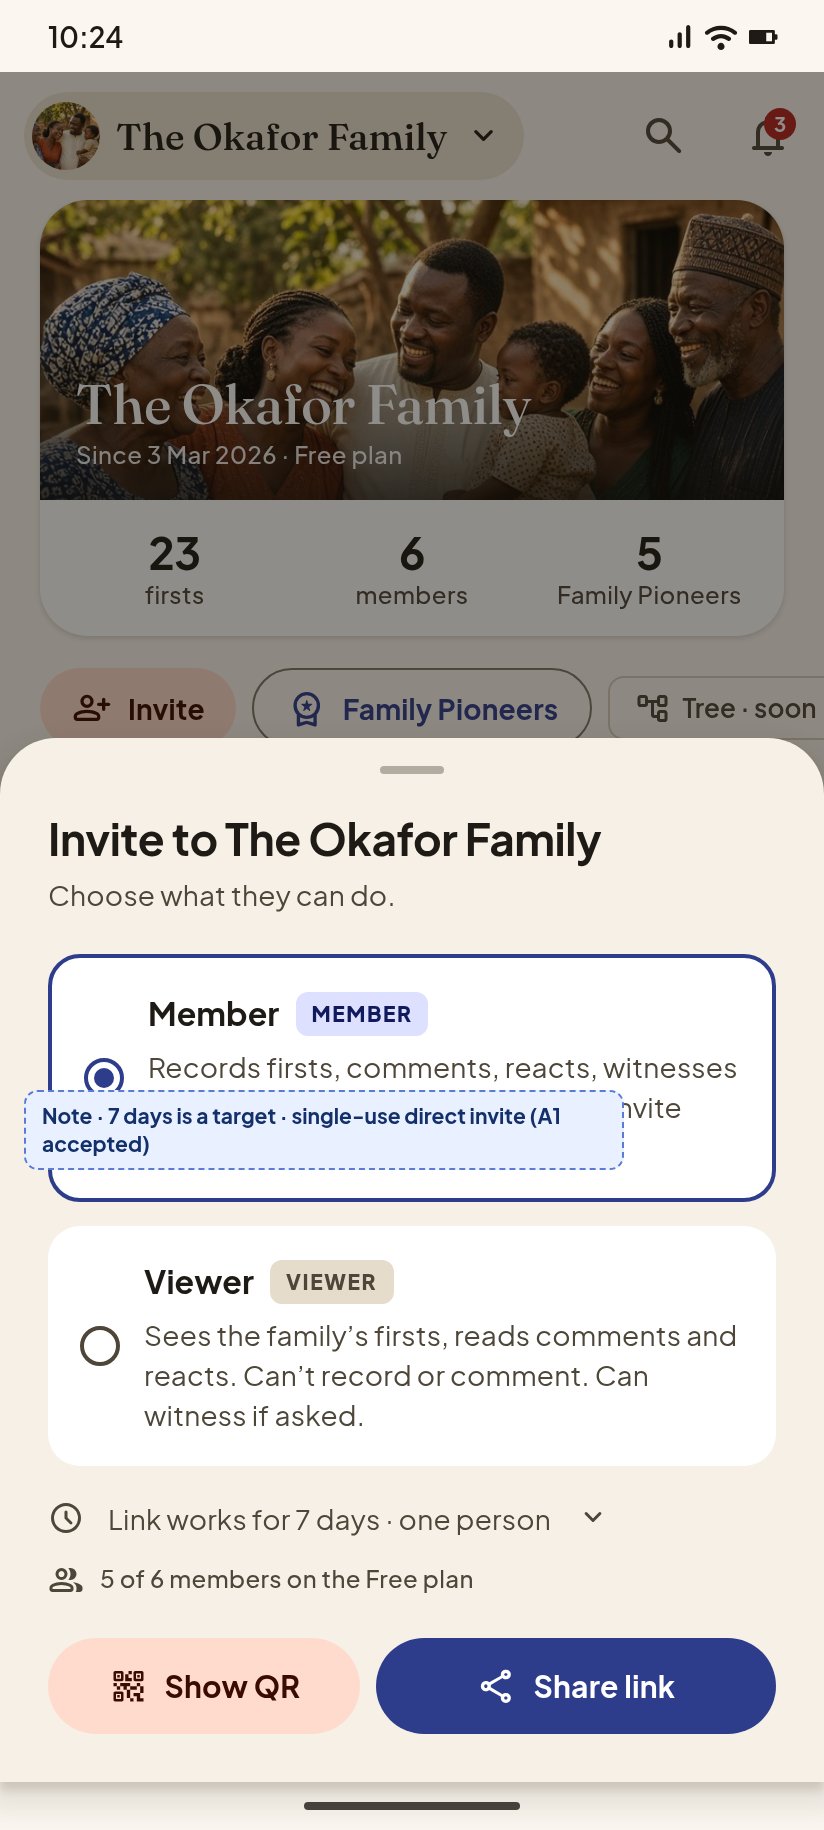 10:24
The Okafor Family
3
The Okafor Family
Since 3 Mar 2026 · Free plan
23
firsts
6
members
5
Family Pioneers
Invite
Family Pioneers
Tree · soon
Invite to The Okafor Family
Choose what they can do.
Member
MEMBER
Records firsts, comments, reacts, witnesses
Note · 7 days is a target · single-use direct invite (A1
accepted)
Viewer
VIEWER
Sees the family’s firsts, reads comments and
reacts. Can’t record or comment. Can
witness if asked.
Link works for 7 days · one person
5 of 6 members on the Free plan
Show QR
Share link